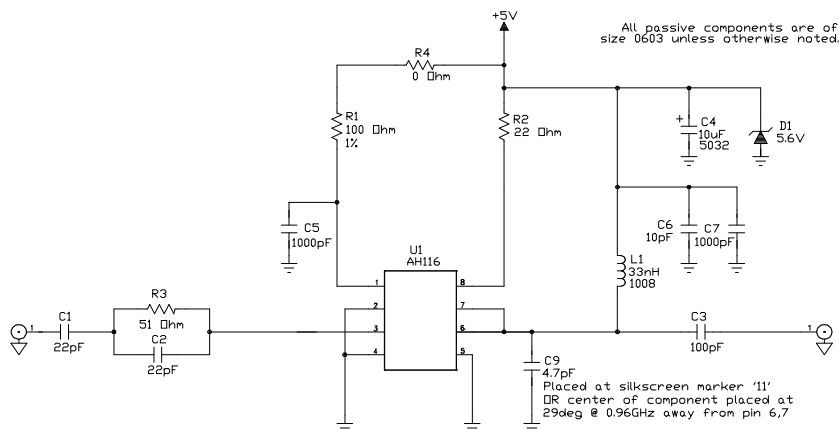 +5V
All passive components are of
size 0603 unless otherwise noted.
R4
0 Ohm
R1
100 Ohm
1%
R2
22 Ohm
+
C4
10uF
5032
D1
5.6V
C5
1000pF
C6
10pF
C7
1000pF
U1
AH116
L1
33nH
1008
1
2
3
4
8
7
6
5
1
C1
22pF
R3
51 Ohm
C2
22pF
C3
100pF
1
C9
4.7pF
Placed at silkscreen marker '11'
OR center of component placed at
29deg @ 0.96GHz away from pin 6,7